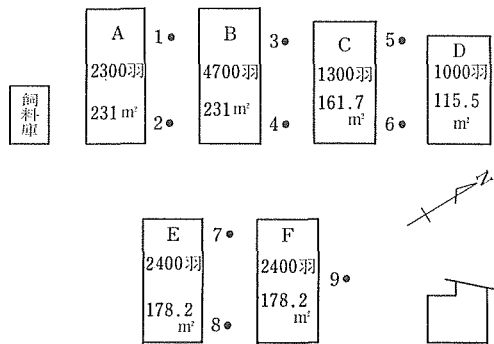 A
2300羽
231m²
1
2
B
4700羽
231m²
3
4
C
1300羽
161.7
m²
5
6
D
1000羽
115.5
m²
飼料庫
N
E
2400羽
178.2
m²
7
8
F
2400羽
178.2
m²
9